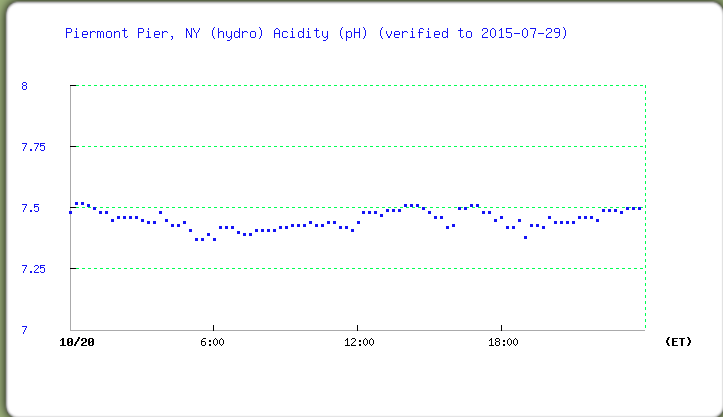 Piermont Pier, NY (hydro) Acidity (pH) (verified to 2015-07-29)
8
7.75
7.5
7.25
7
10/20 6:00 12:00 18:00 (ET)